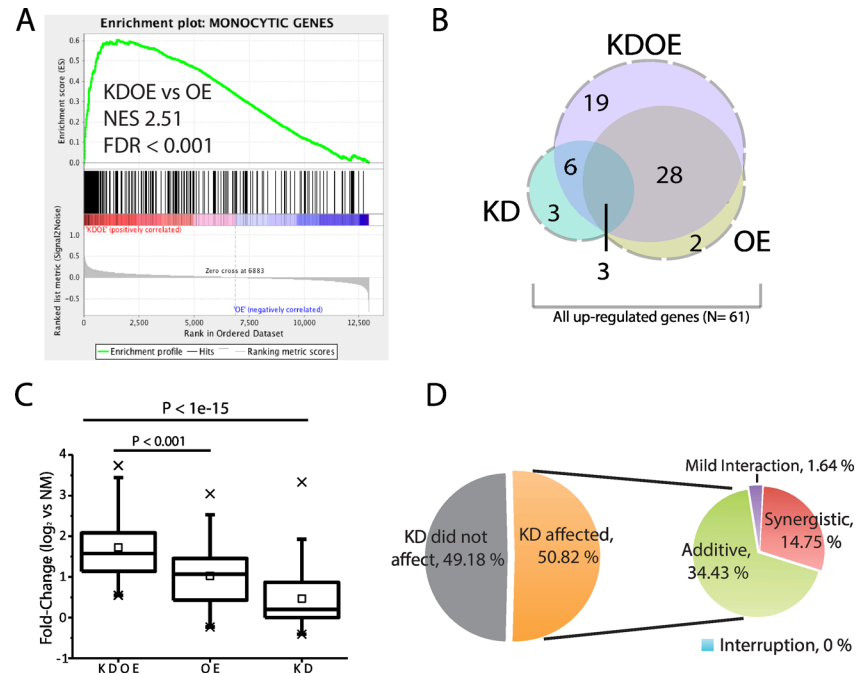 A
Enrichment plot: MONOCYTIC GENES
Enrichment score (ES)
0.6
0.5
0.4
0.3
0.2
0.1
0.0
KDOE vs OE
NES 2.51
FDR < 0.001
'KDOE' (positively correlated)
Ranked list metric (Signal2Noise)
1.0
0.5
0.0
-0.5
Zero cross at 6883
'OE' (negatively correlated)
0
2,500
5,000
7,500
10,000
12,500
Rank in Ordered Dataset
Enrichment profile
Hits
Ranking metric scores
B
KDOE
19
6
28
KD
3
2
OE
3
All up-regulated genes (N= 61)
C
P < 1e-15
P < 0.001
Fold-Change (log₂ vs NM)
4
3
2
1
0
-1
KDOE
OE
KD
D
KD did not
affect, 49.18 %
KD affected,
50.82 %
Mild Interaction, 1.64 %
Synergistic,
14.75 %
Additive,
34.43 %
Interruption, 0 %